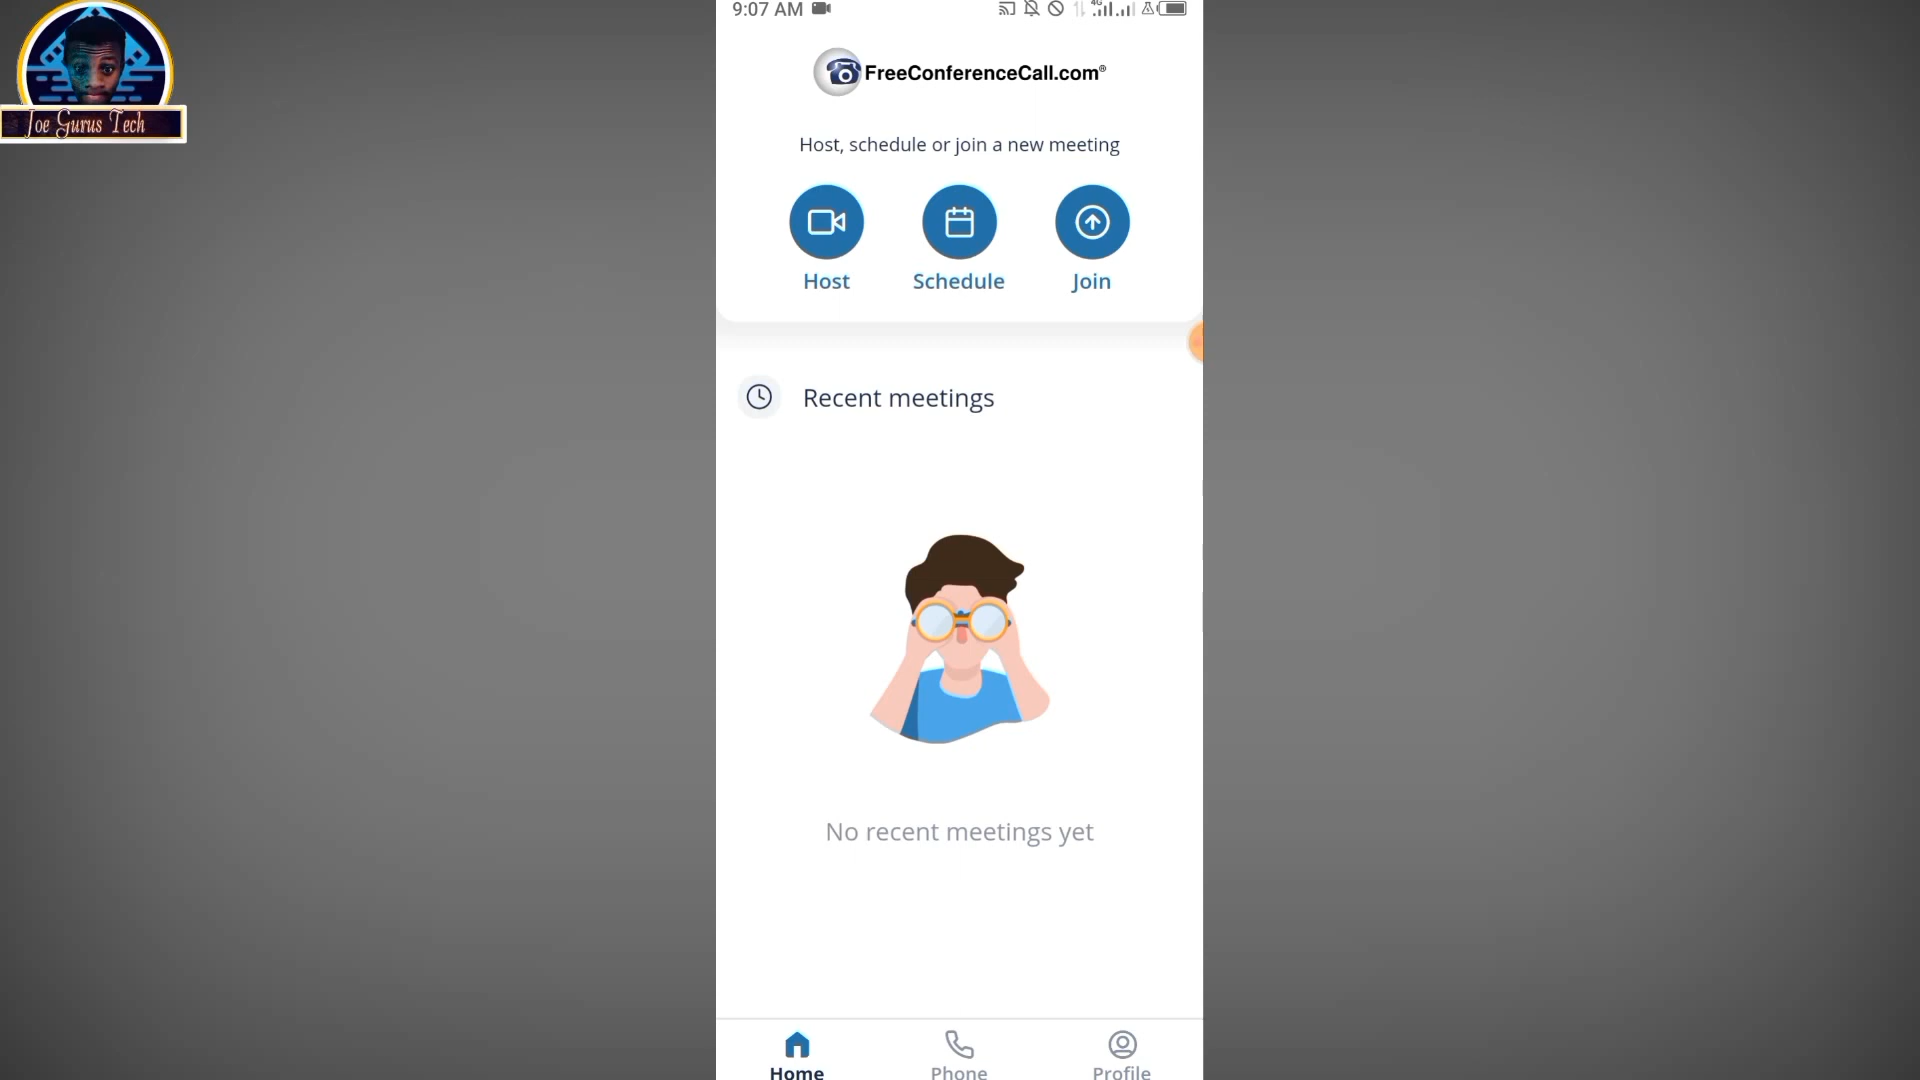 Joe Gurus Tech
9:07 AM
4G
FreeConferenceCall.com®
Host, schedule or join a new meeting
Host Schedule Join
Recent meetings
No recent meetings yet
Home Phone Profile